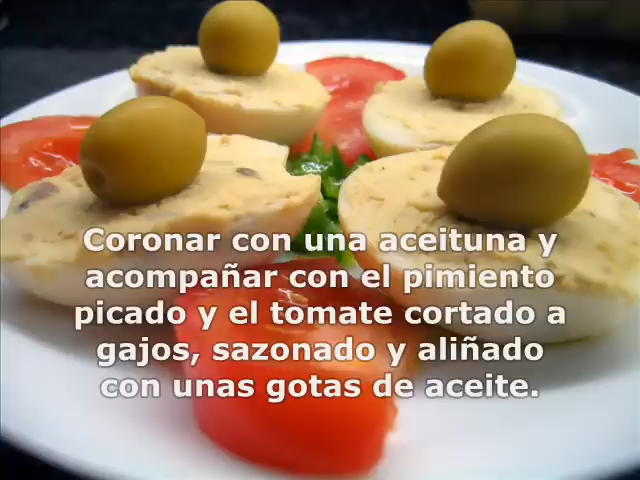 Coronar con una aceituna y
acompañar con el pimiento
picado y el tomate cortado a
gajos, sazonado y aliñado
con unas gotas de aceite.